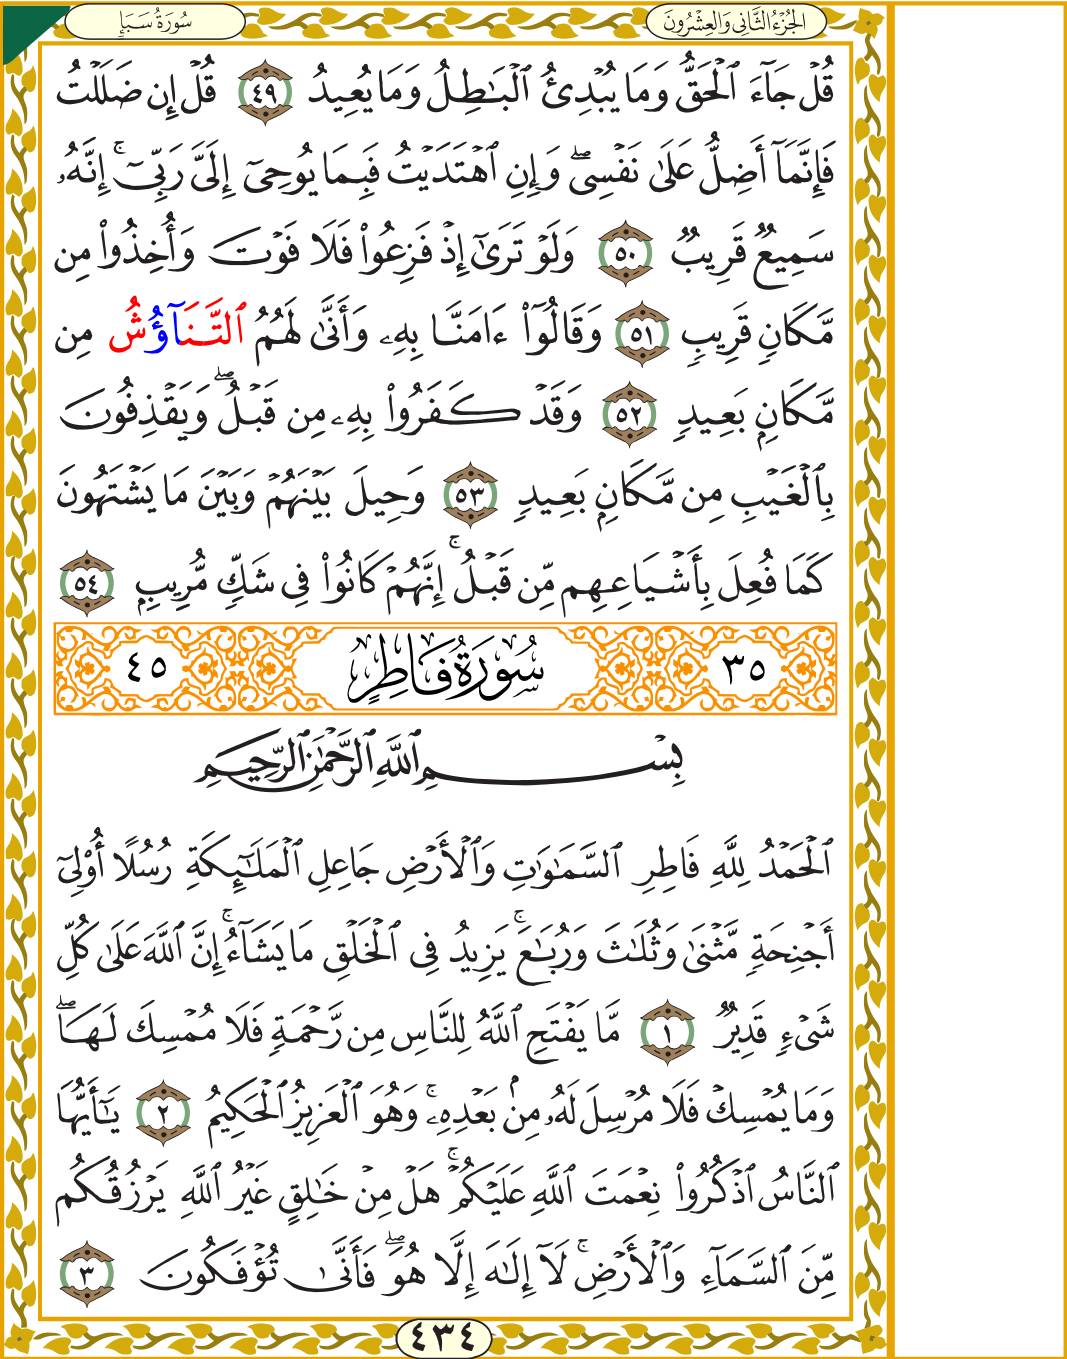 سُورَةُ سَبَإٍ
الجُزْءُ الثَّانِي وَالعِشْرُونَ
قُلْ جَآءَ ٱلْحَقُّ وَمَا يُبْدِئُ ٱلْبَٰطِلُ وَمَا يُعِيدُ ٤٩ قُلْ إِن ضَلَلْتُ
فَإِنَّمَآ أَضِلُّ عَلَىٰ نَفْسِىۖ وَإِنِ ٱهْتَدَيْتُ فَبِمَا يُوحِىٓ إِلَىَّ رَبِّىٓۚ إِنَّهُۥ
سَمِيعٌ قَرِيبٌ ٥٠ وَلَوْ تَرَىٰٓ إِذْ فَزِعُوا۟ فَلَا فَوْتَ وَأُخِذُوا۟ مِن
مَّكَانٍ قَرِيبٍ ٥١ وَقَالُوٓا۟ ءَامَنَّا بِهِۦ وَأَنَّىٰ لَهُمُ ٱلتَّنَآؤُشُ مِن
مَّكَانٍۭ بَعِيدٍ ٥٢ وَقَدْ كَفَرُوا۟ بِهِۦ مِن قَبْلُۖ وَيَقْذِفُونَ
بِٱلْغَيْبِ مِن مَّكَانٍۭ بَعِيدٍ ٥٣ وَحِيلَ بَيْنَهُمْ وَبَيْنَ مَا يَشْتَهُونَ
كَمَا فُعِلَ بِأَشْيَاعِهِم مِّن قَبْلُۚ إِنَّهُمْ كَانُوا۟ فِى شَكٍّ مُّرِيبٍۭ ٥٤
٣٥ سُورَةُ فَاطِرٍ ٤٥
بِسْمِ ٱللَّهِ ٱلرَّحْمَٰنِ ٱلرَّحِيمِ
ٱلْحَمْدُ لِلَّهِ فَاطِرِ ٱلسَّمَٰوَٰتِ وَٱلْأَرْضِ جَاعِلِ ٱلْمَلَٰٓئِكَةِ رُسُلًا أُو۟لِىٓ
أَجْنِحَةٍ مَّثْنَىٰ وَثُلَٰثَ وَرُبَٰعَۚ يَزِيدُ فِى ٱلْخَلْقِ مَا يَشَآءُۚ إِنَّ ٱللَّهَ عَلَىٰ كُلِّ
شَىْءٍ قَدِيرٌ ١ مَّا يَفْتَحِ ٱللَّهُ لِلنَّاسِ مِن رَّحْمَةٍ فَلَا مُمْسِكَ لَهَاۖ
وَمَا يُمْسِكْ فَلَا مُرْسِلَ لَهُۥ مِنۢ بَعْدِهِۦۚ وَهُوَ ٱلْعَزِيزُ ٱلْحَكِيمُ ٢ يَٰٓأَيُّهَا
ٱلنَّاسُ ٱذْكُرُوا۟ نِعْمَتَ ٱللَّهِ عَلَيْكُمْۚ هَلْ مِنْ خَٰلِقٍ غَيْرُ ٱللَّهِ يَرْزُقُكُم
مِّنَ ٱلسَّمَآءِ وَٱلْأَرْضِۚ لَآ إِلَٰهَ إِلَّا هُوَۖ فَأَنَّىٰ تُؤْفَكُونَ ٣
٤٣٤